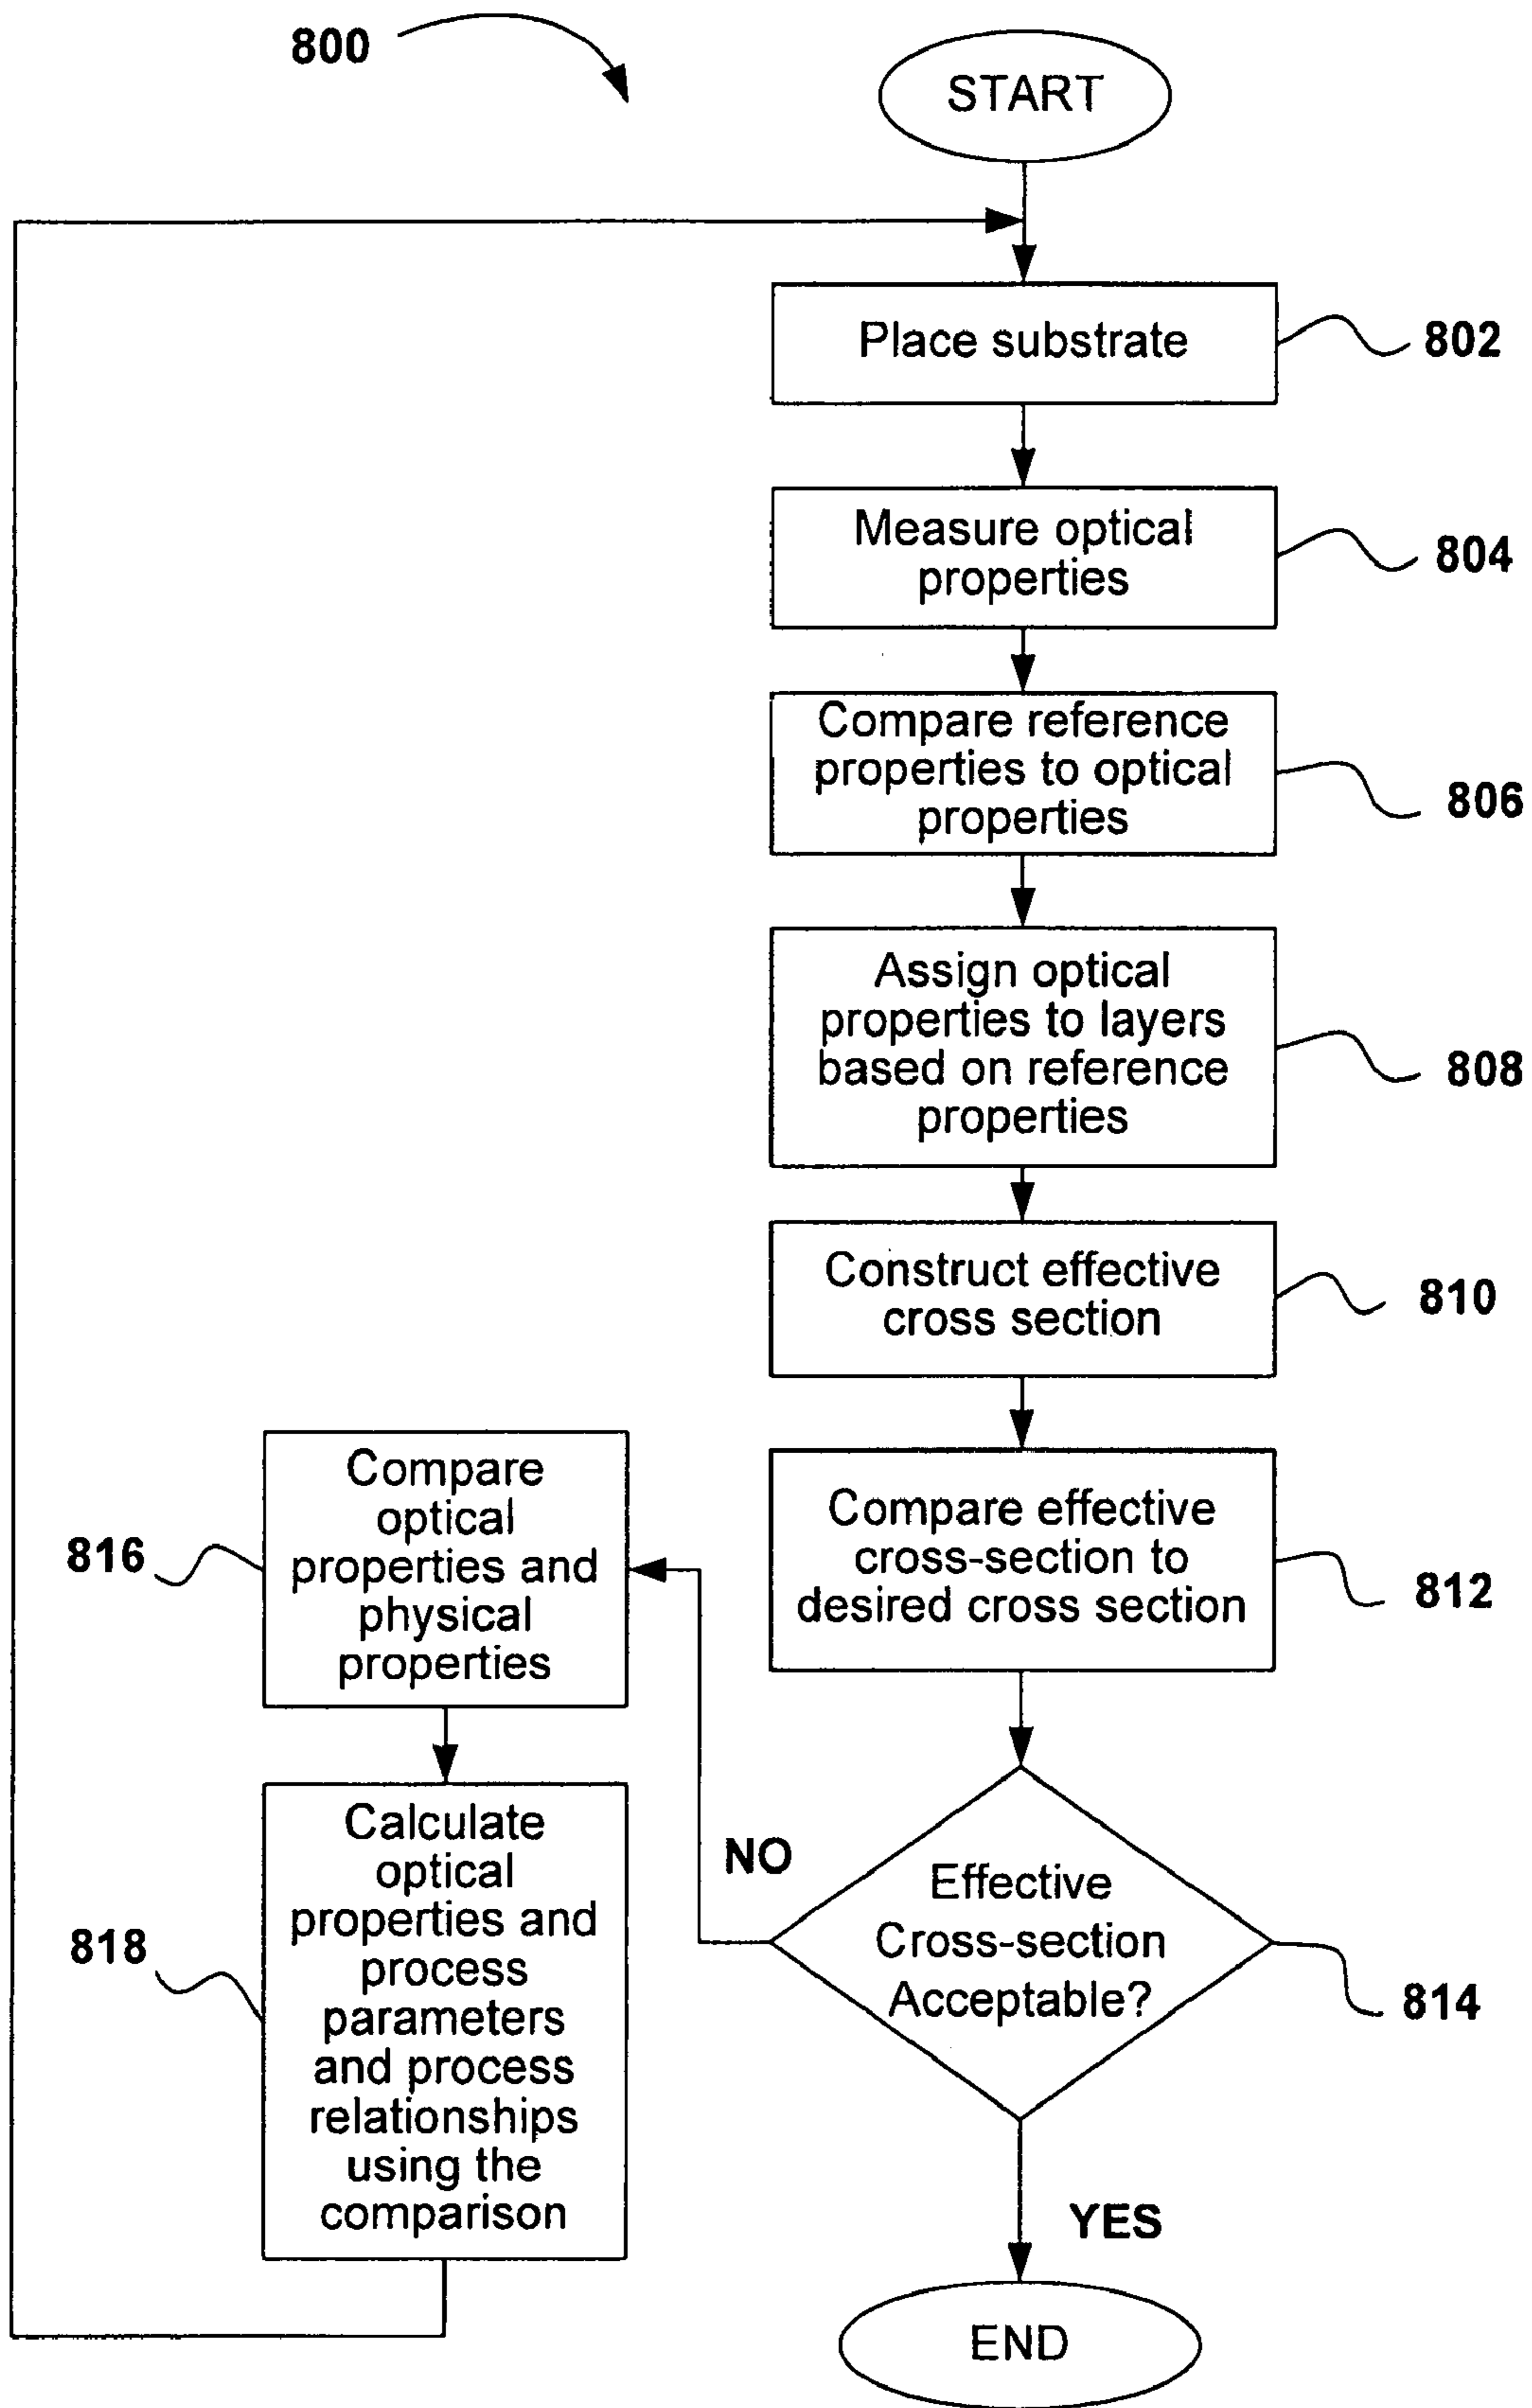 800
START
Place substrate
802
Measure optical
properties
804
Compare reference
properties to optical
properties
806
Assign optical
properties to layers
based on reference
properties
808
Construct effective
cross section
810
Compare effective
cross-section to
desired cross section
812
Effective
Cross-section
Acceptable?
814
NO
Compare
optical
properties and
physical
properties
816
Calculate
optical
properties and
process
parameters
and process
relationships
using the
comparison
818
YES
END